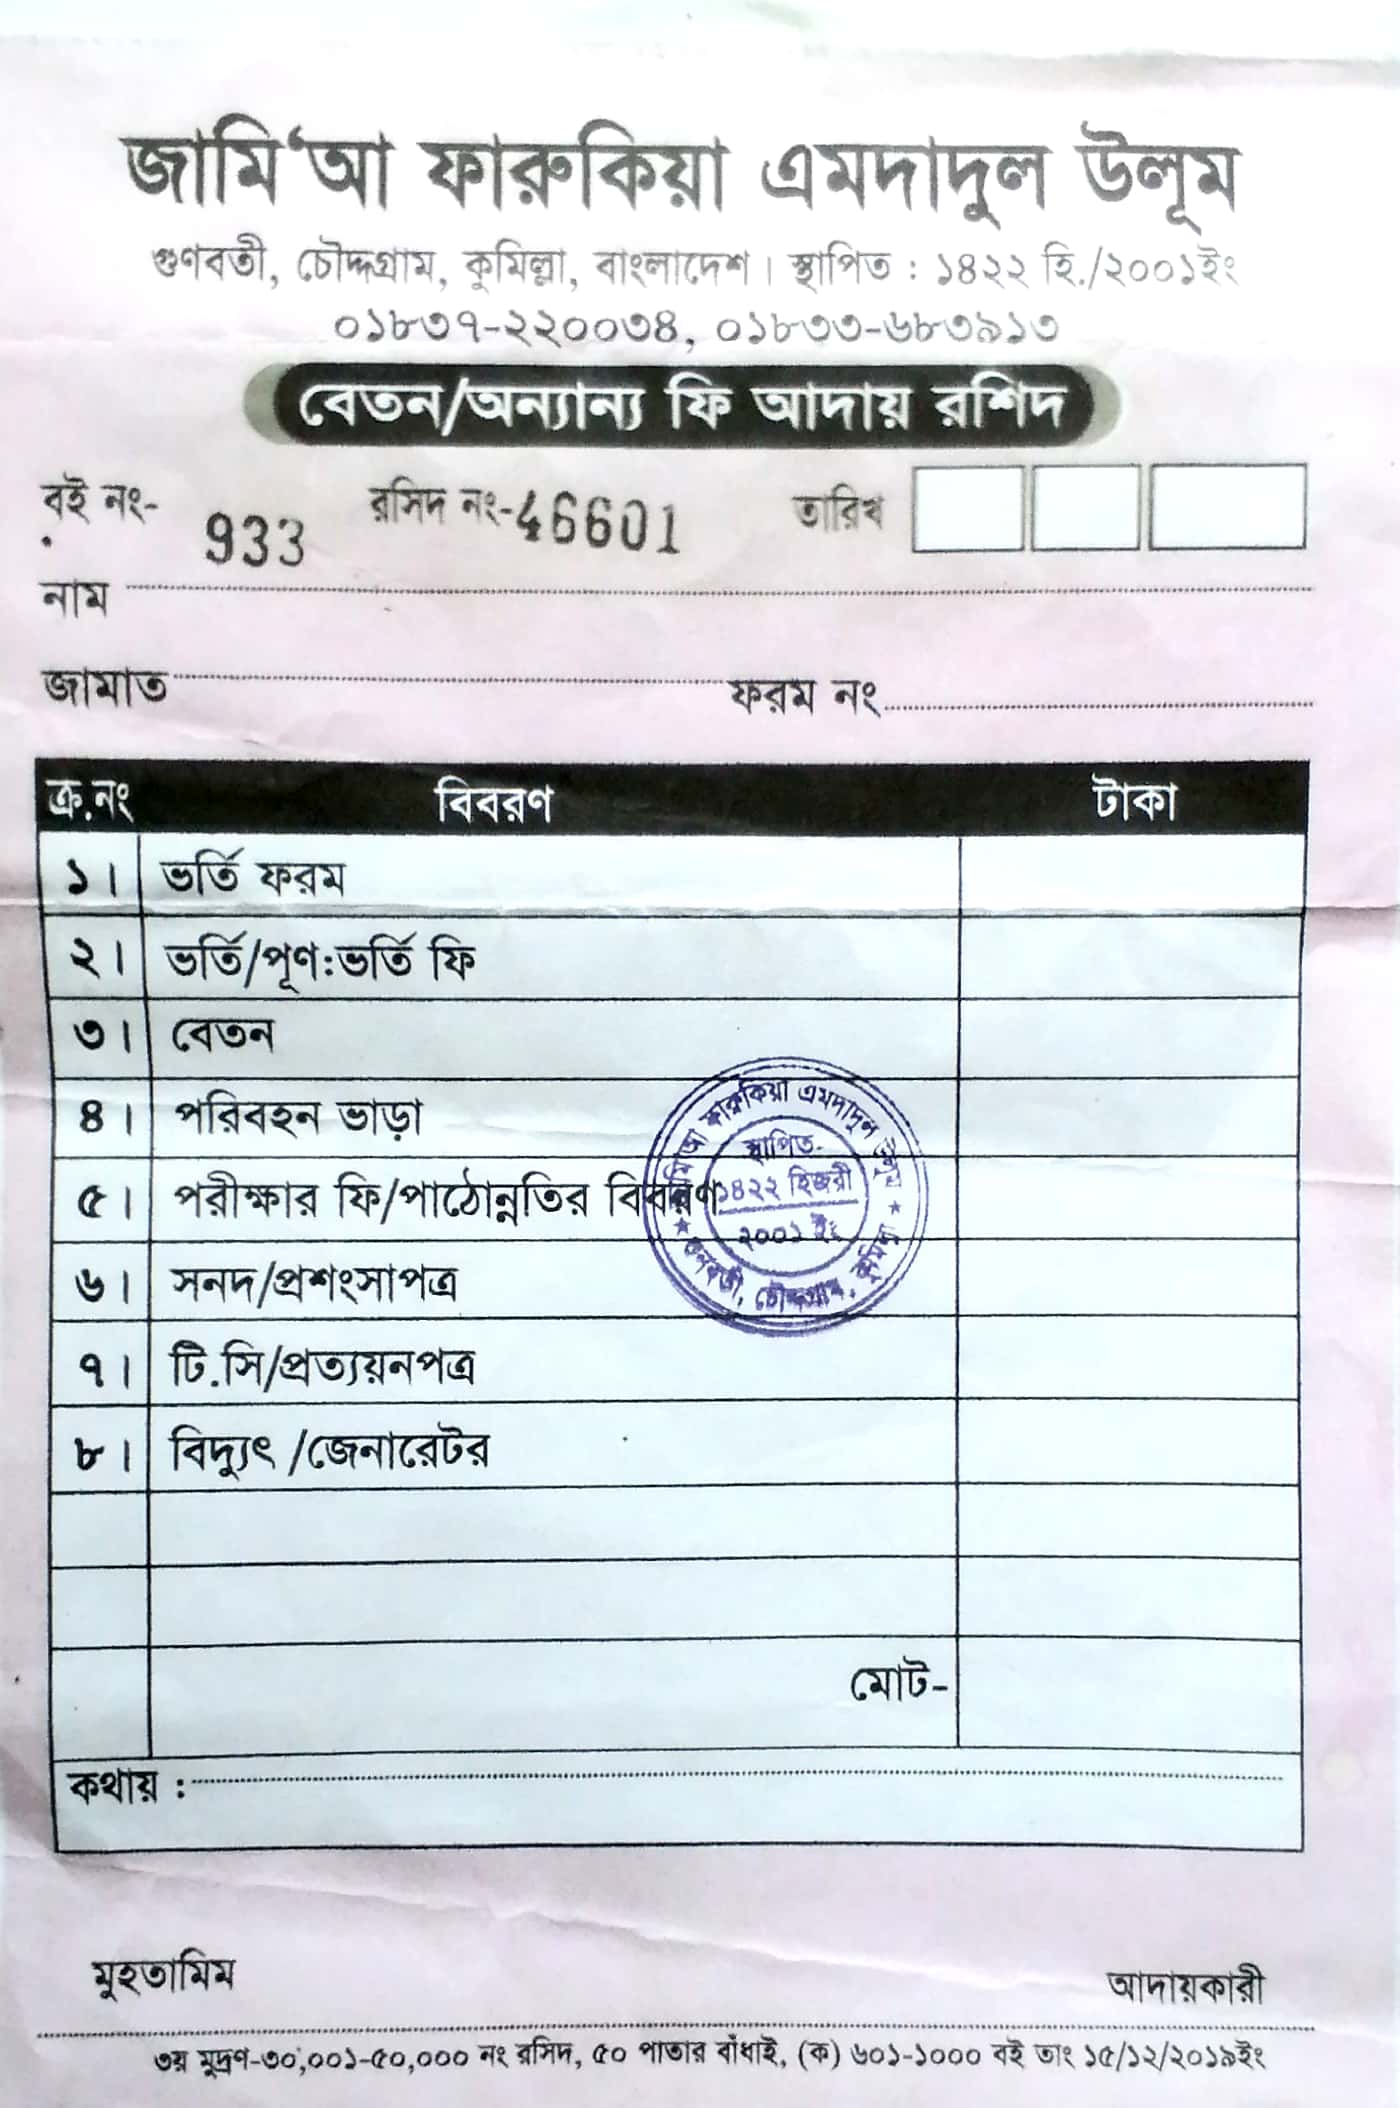 জামি‘আ ফারুকিয়া এমদাদুল উলূম
গুণবতী, চৌদ্দগ্রাম, কুমিল্লা, বাংলাদেশ। স্থাপিত : ১৪২২ হি./২০০১ইং
০১৮৩৭-২২০০৩৪, ০১৮৩৩-৬৮৩৯১৩
বেতন/অন্যান্য ফি আদায় রশিদ
বই নং- 933 রসিদ নং-46601 তারিখ
নাম
জামাত ফরম নং
ক্র.নং বিবরণ টাকা
১। ভর্তি ফরম
২। ভর্তি/পূণ:ভর্তি ফি
৩। বেতন
৪। পরিবহন ভাড়া
৫। পরীক্ষার ফি/পাঠোন্নতির বিবরণ
৬। সনদ/প্রশংসাপত্র
৭। টি.সি/প্রত্যয়নপত্র
৮। বিদ্যুৎ /জেনারেটর
মোট-
কথায় :
ফারুকিয়া এমদাদুল উলূম
স্থাপিত-
১৪২২ হিজরী
২০০১ ইং
গুনবতী, চৌদ্দগ্রাম, কুমিল্লা
মুহতামিম আদায়কারী
৩য় মুদ্রণ-৩০,০০১-৫০,০০০ নং রসিদ, ৫০ পাতার বাঁধাই, (ক) ৬০১-১০০০ বই তাং ১৫/১২/২০১৯ইং